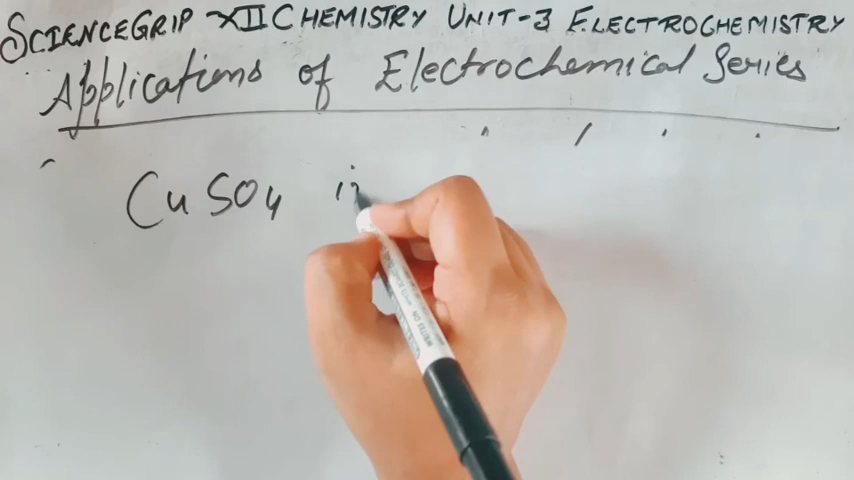 SCIENCEGRIP XII CHEMISTRY UNIT-3 ELECTROCHEMISTRY
Applications of Electrochemical Series
CuSO4